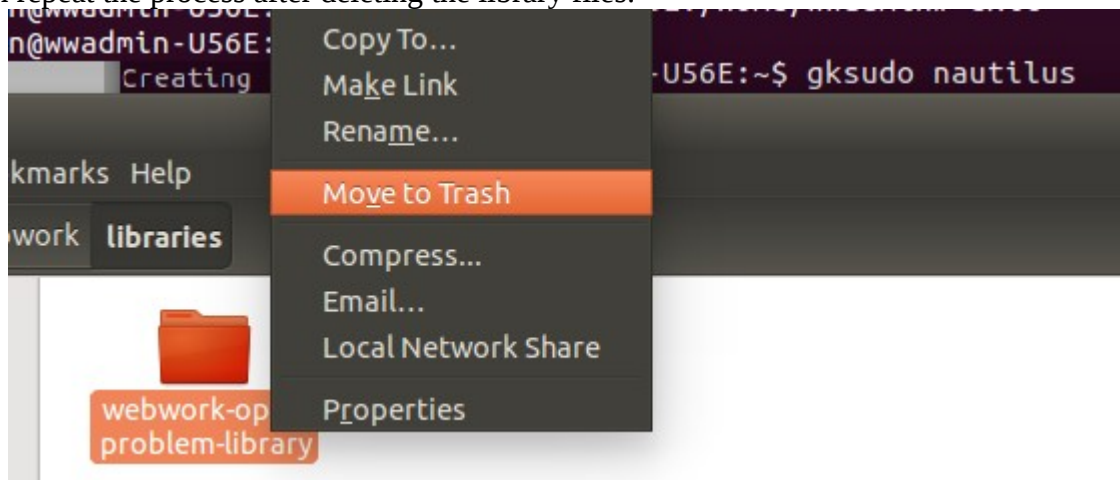 repeat the process after deleting the library files.
n@wwadmin-U56E:
Creating
-U56E:~$ gksudo nautilus
Copy To...
Make Link
Rename...
Move to Trash
Compress...
Email...
Local Network Share
Properties
kmarks Help
work libraries
webwork-op
problem-library